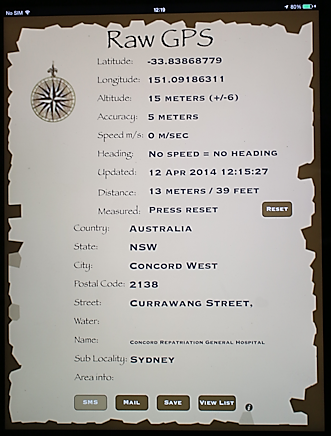 No SIM 12:19 80%
Raw GPS
Latitude: -33.83868779
Longitude: 151.09186311
Altitude: 15 meters (+/-6)
Accuracy: 5 meters
Speed m/s: 0 m/sec
Heading: No speed = no heading
Updated: 12 Apr 2014 12:15:27
Distance: 13 meters / 39 feet
Measured: Press reset Reset
Country: Australia
State: NSW
City: Concord West
Postal Code: 2138
Street: Currawang Street,
Water:
Name: Concord Repatriation General Hospital
Sub Locality: Sydney
Area info:
SMS Mail Save View List i